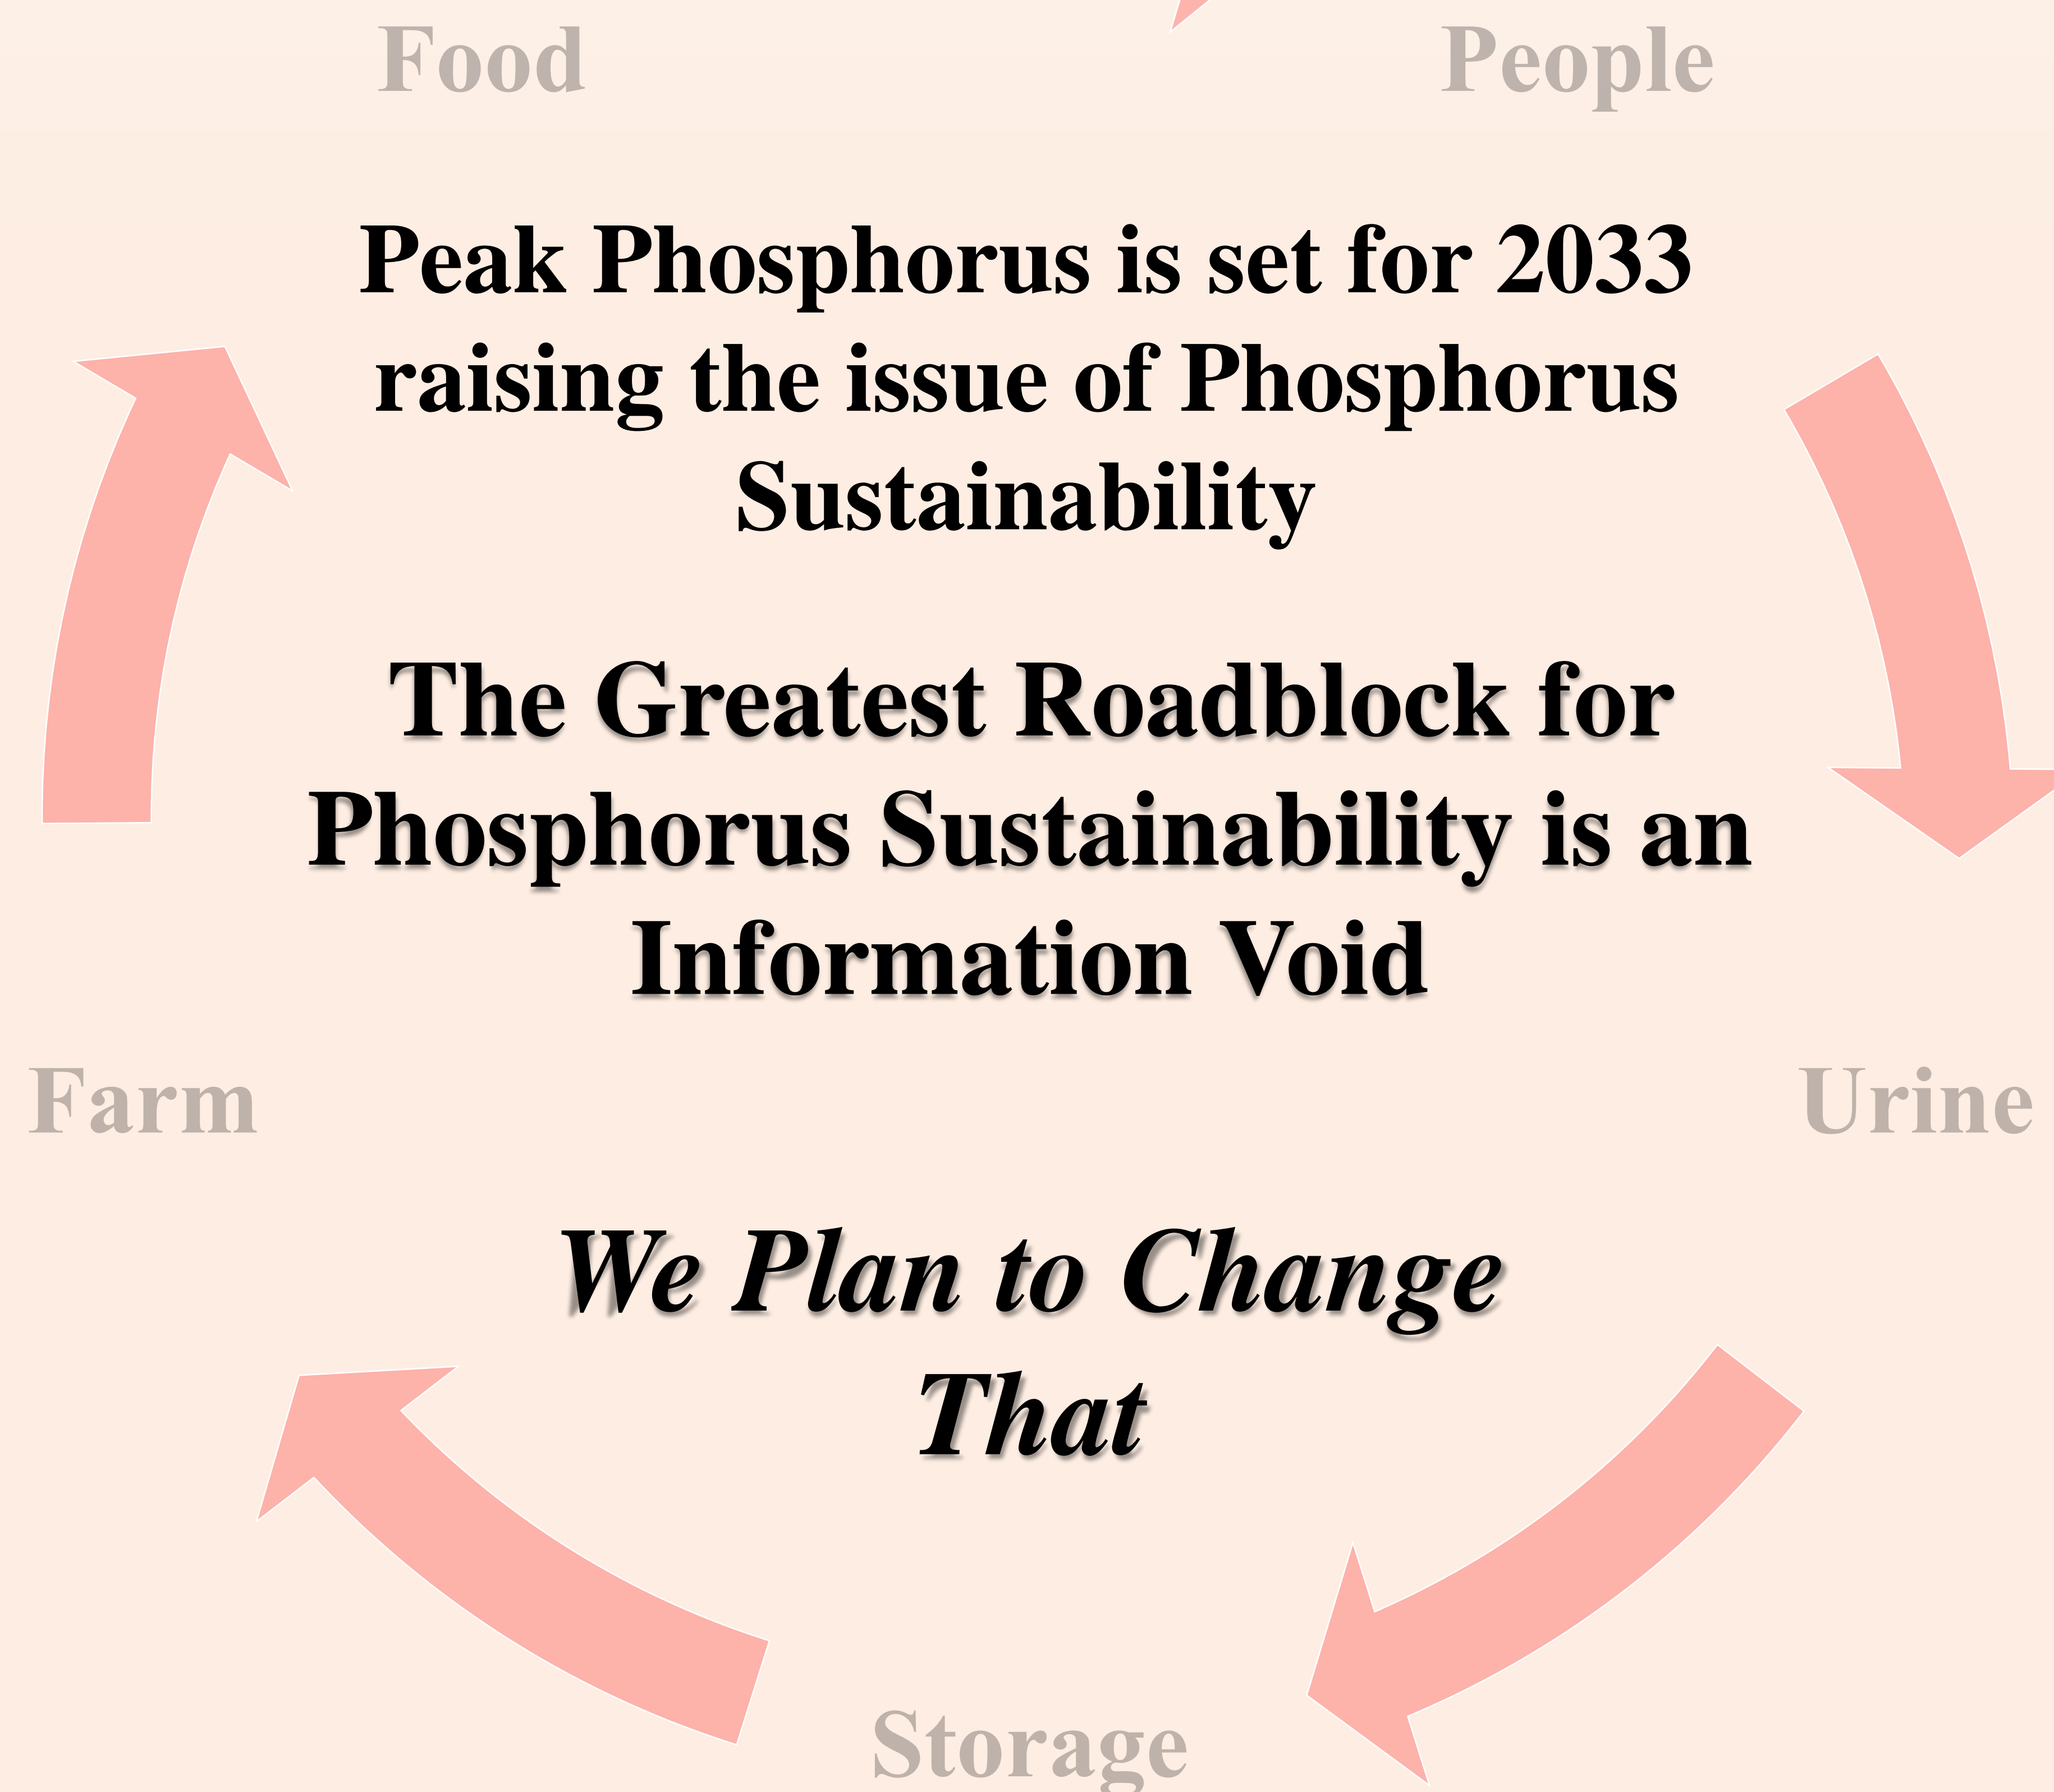 Food
People
Peak Phosphorus is set for 2033
raising the issue of Phosphorus
Sustainability
The Greatest Roadblock for
Phosphorus Sustainability is an
Information Void
Farm
Urine
We Plan to Change
That
Storage